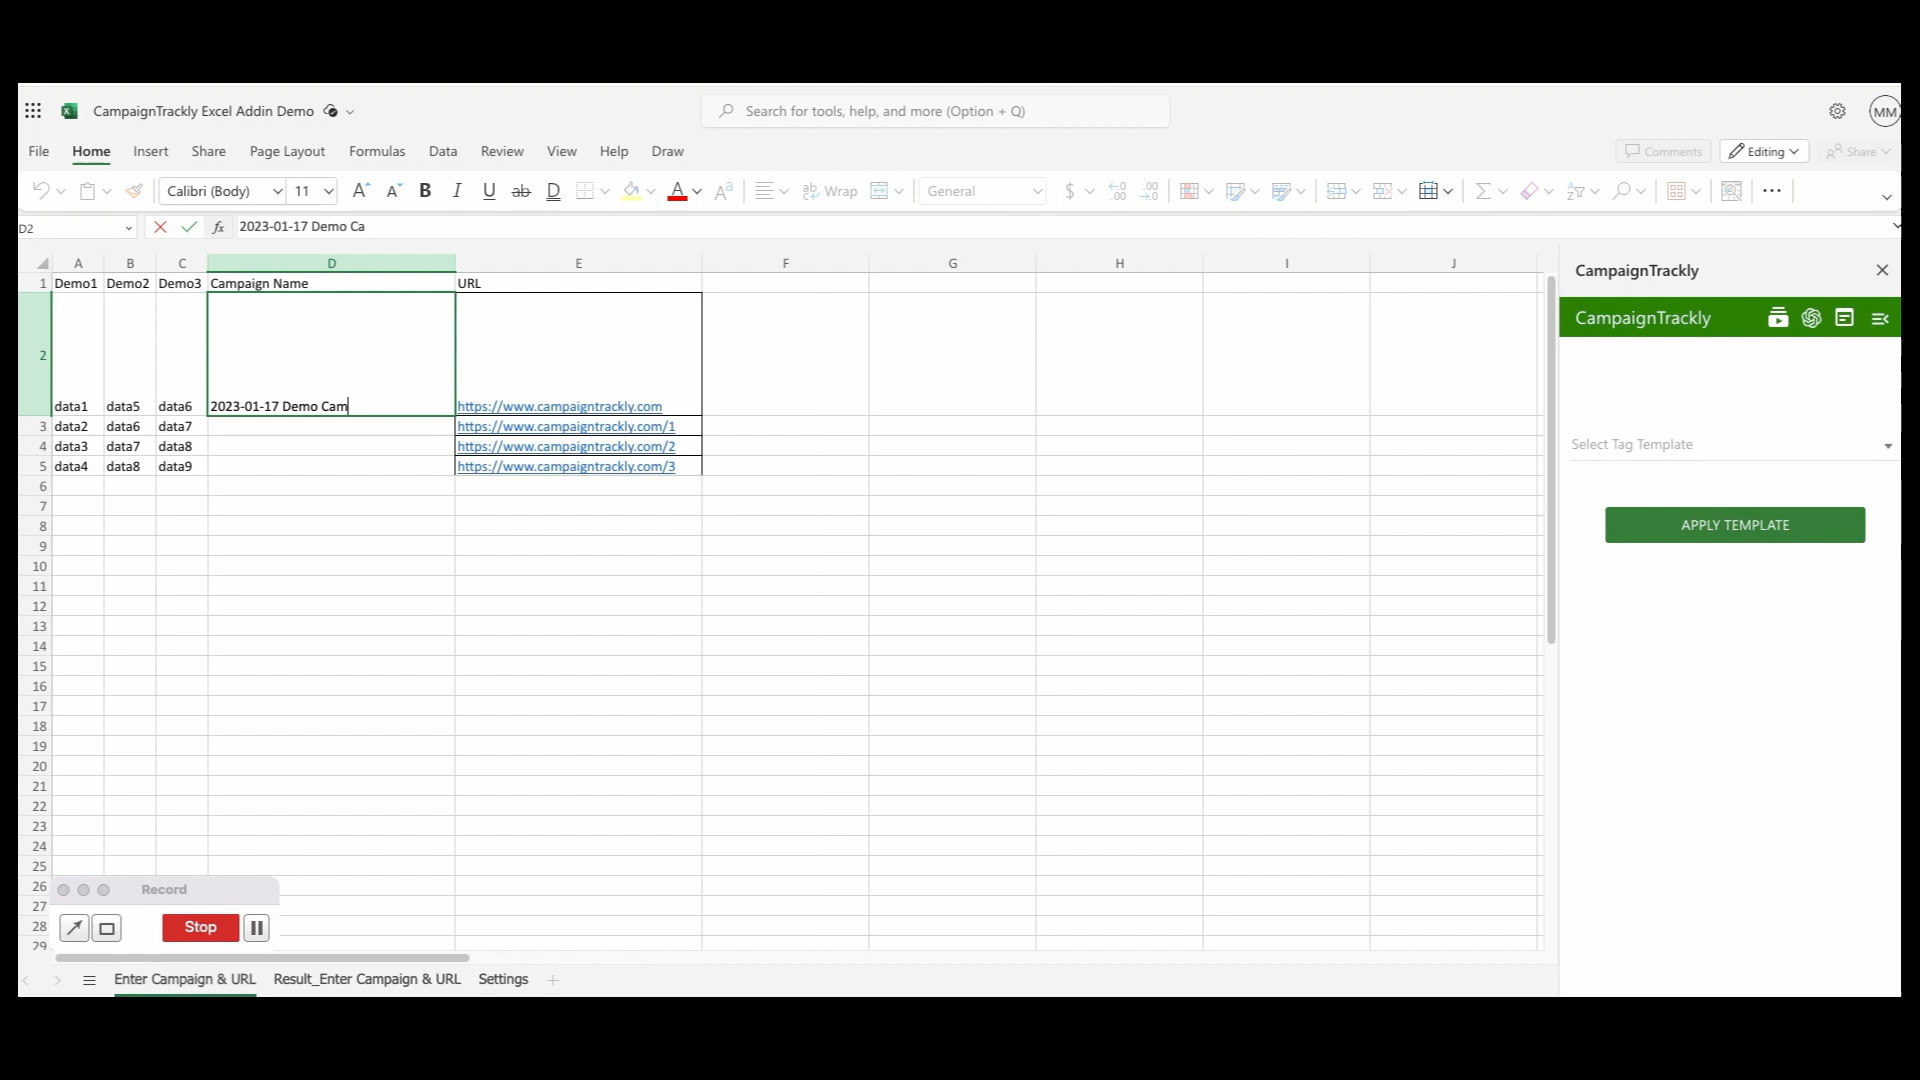 CampaignTrackly Excel Addin Demo
Search for tools, help, and more (Option + Q)
MM
File Home Insert Share Page Layout Formulas Data Review View Help Draw
Comments Editing Share
Calibri (Body) 11 A A B I U ab D A A ab Wrap General $ .00
D2 fx 2023-01-17 Demo Ca
A B C D E F G H I J
1 Demo1 Demo2 Demo3 Campaign Name URL
2 data1 data5 data6 2023-01-17 Demo Cam https://www.campaigntrackly.com
3 data2 data6 data7 https://www.campaigntrackly.com/1
4 data3 data7 data8 https://www.campaigntrackly.com/2
5 data4 data8 data9 https://www.campaigntrackly.com/3
6
7
8
9
10
11
12
13
14
15
16
17
18
19
20
21
22
23
24
25
26
27
28
29
CampaignTrackly
CampaignTrackly
Select Tag Template
APPLY TEMPLATE
Record
Stop
Enter Campaign & URL Result_Enter Campaign & URL Settings